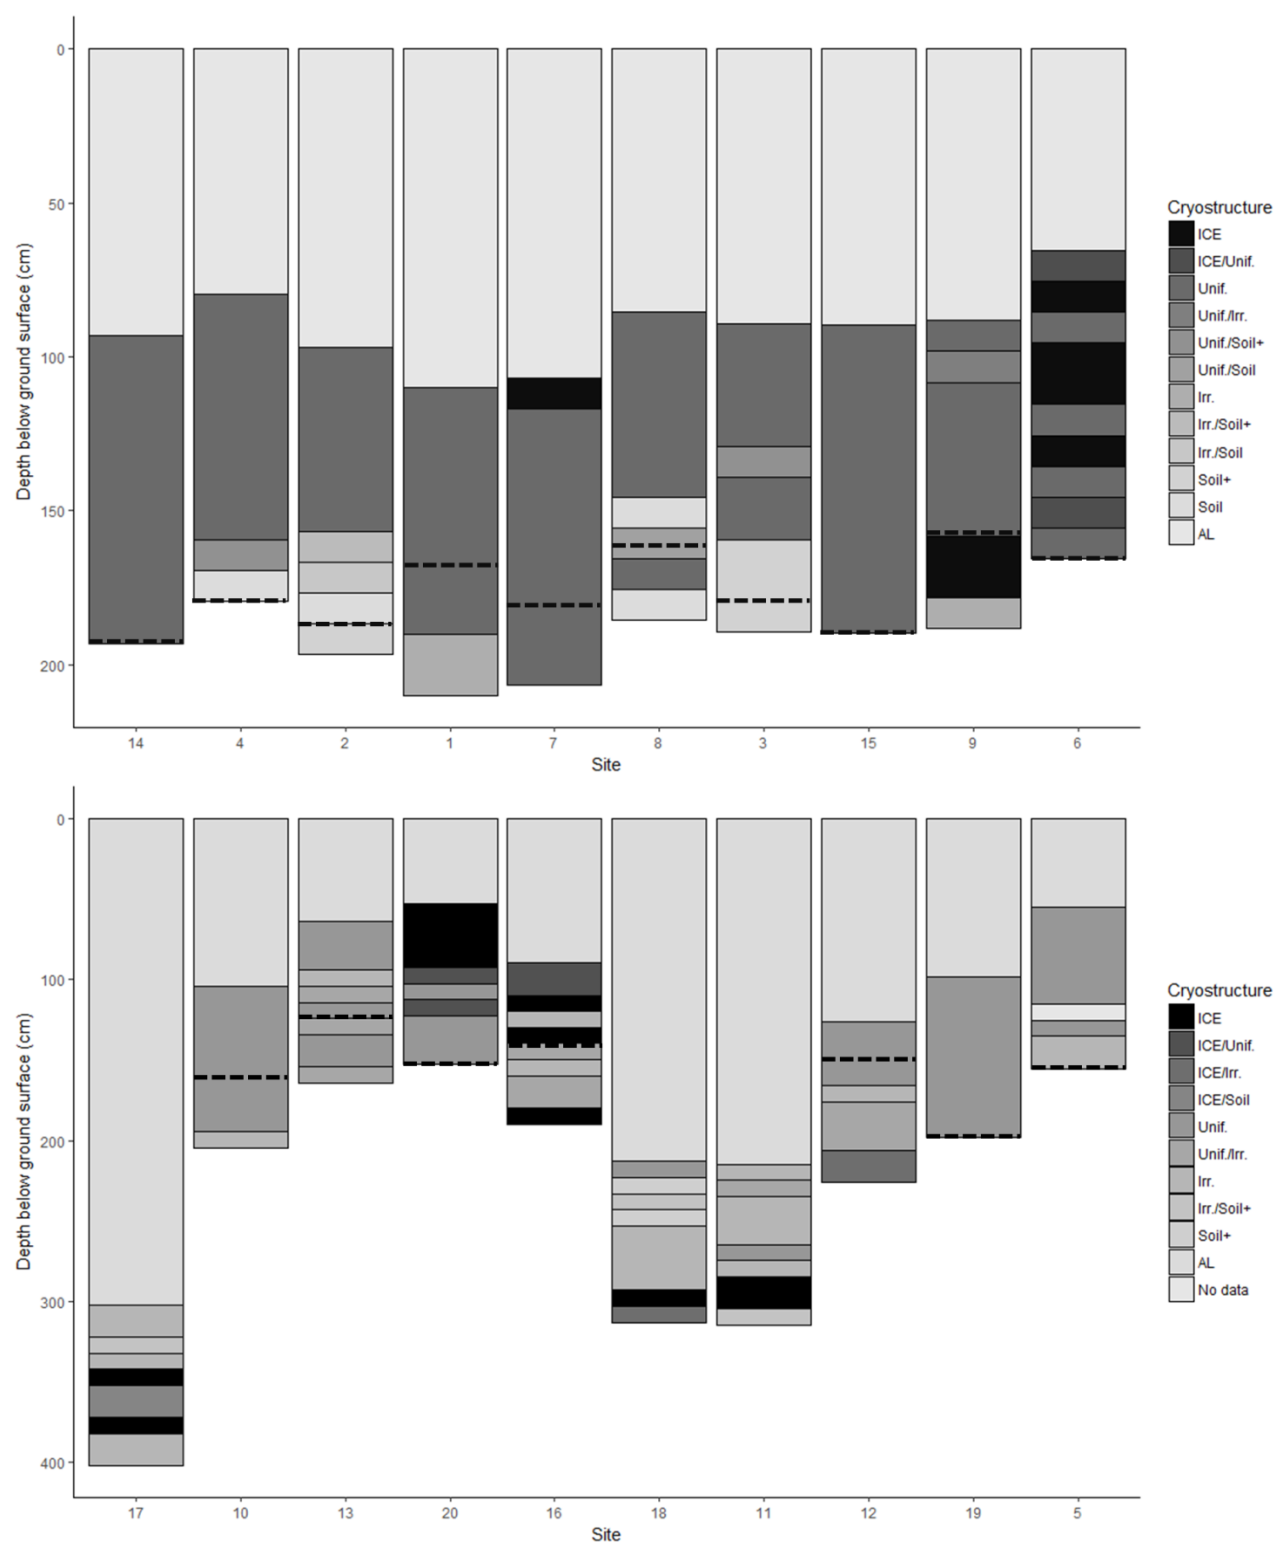 0
50
100
150
200
Depth below ground surface (cm)
14 4 2 1 7 8 3 15 9 6
Site
Cryostructure
ICE
ICE/Unif.
Unif.
Unif./Irr.
Unif./Soil+
Unif./Soil
Irr.
Irr./Soil+
Irr./Soil
Soil+
Soil
AL
0
100
200
300
400
Depth below ground surface (cm)
17 10 13 20 16 18 11 12 19 5
Site
Cryostructure
ICE
ICE/Unif.
ICE/Irr.
ICE/Soil
Unif.
Unif./Irr.
Irr.
Irr./Soil+
Soil+
AL
No data